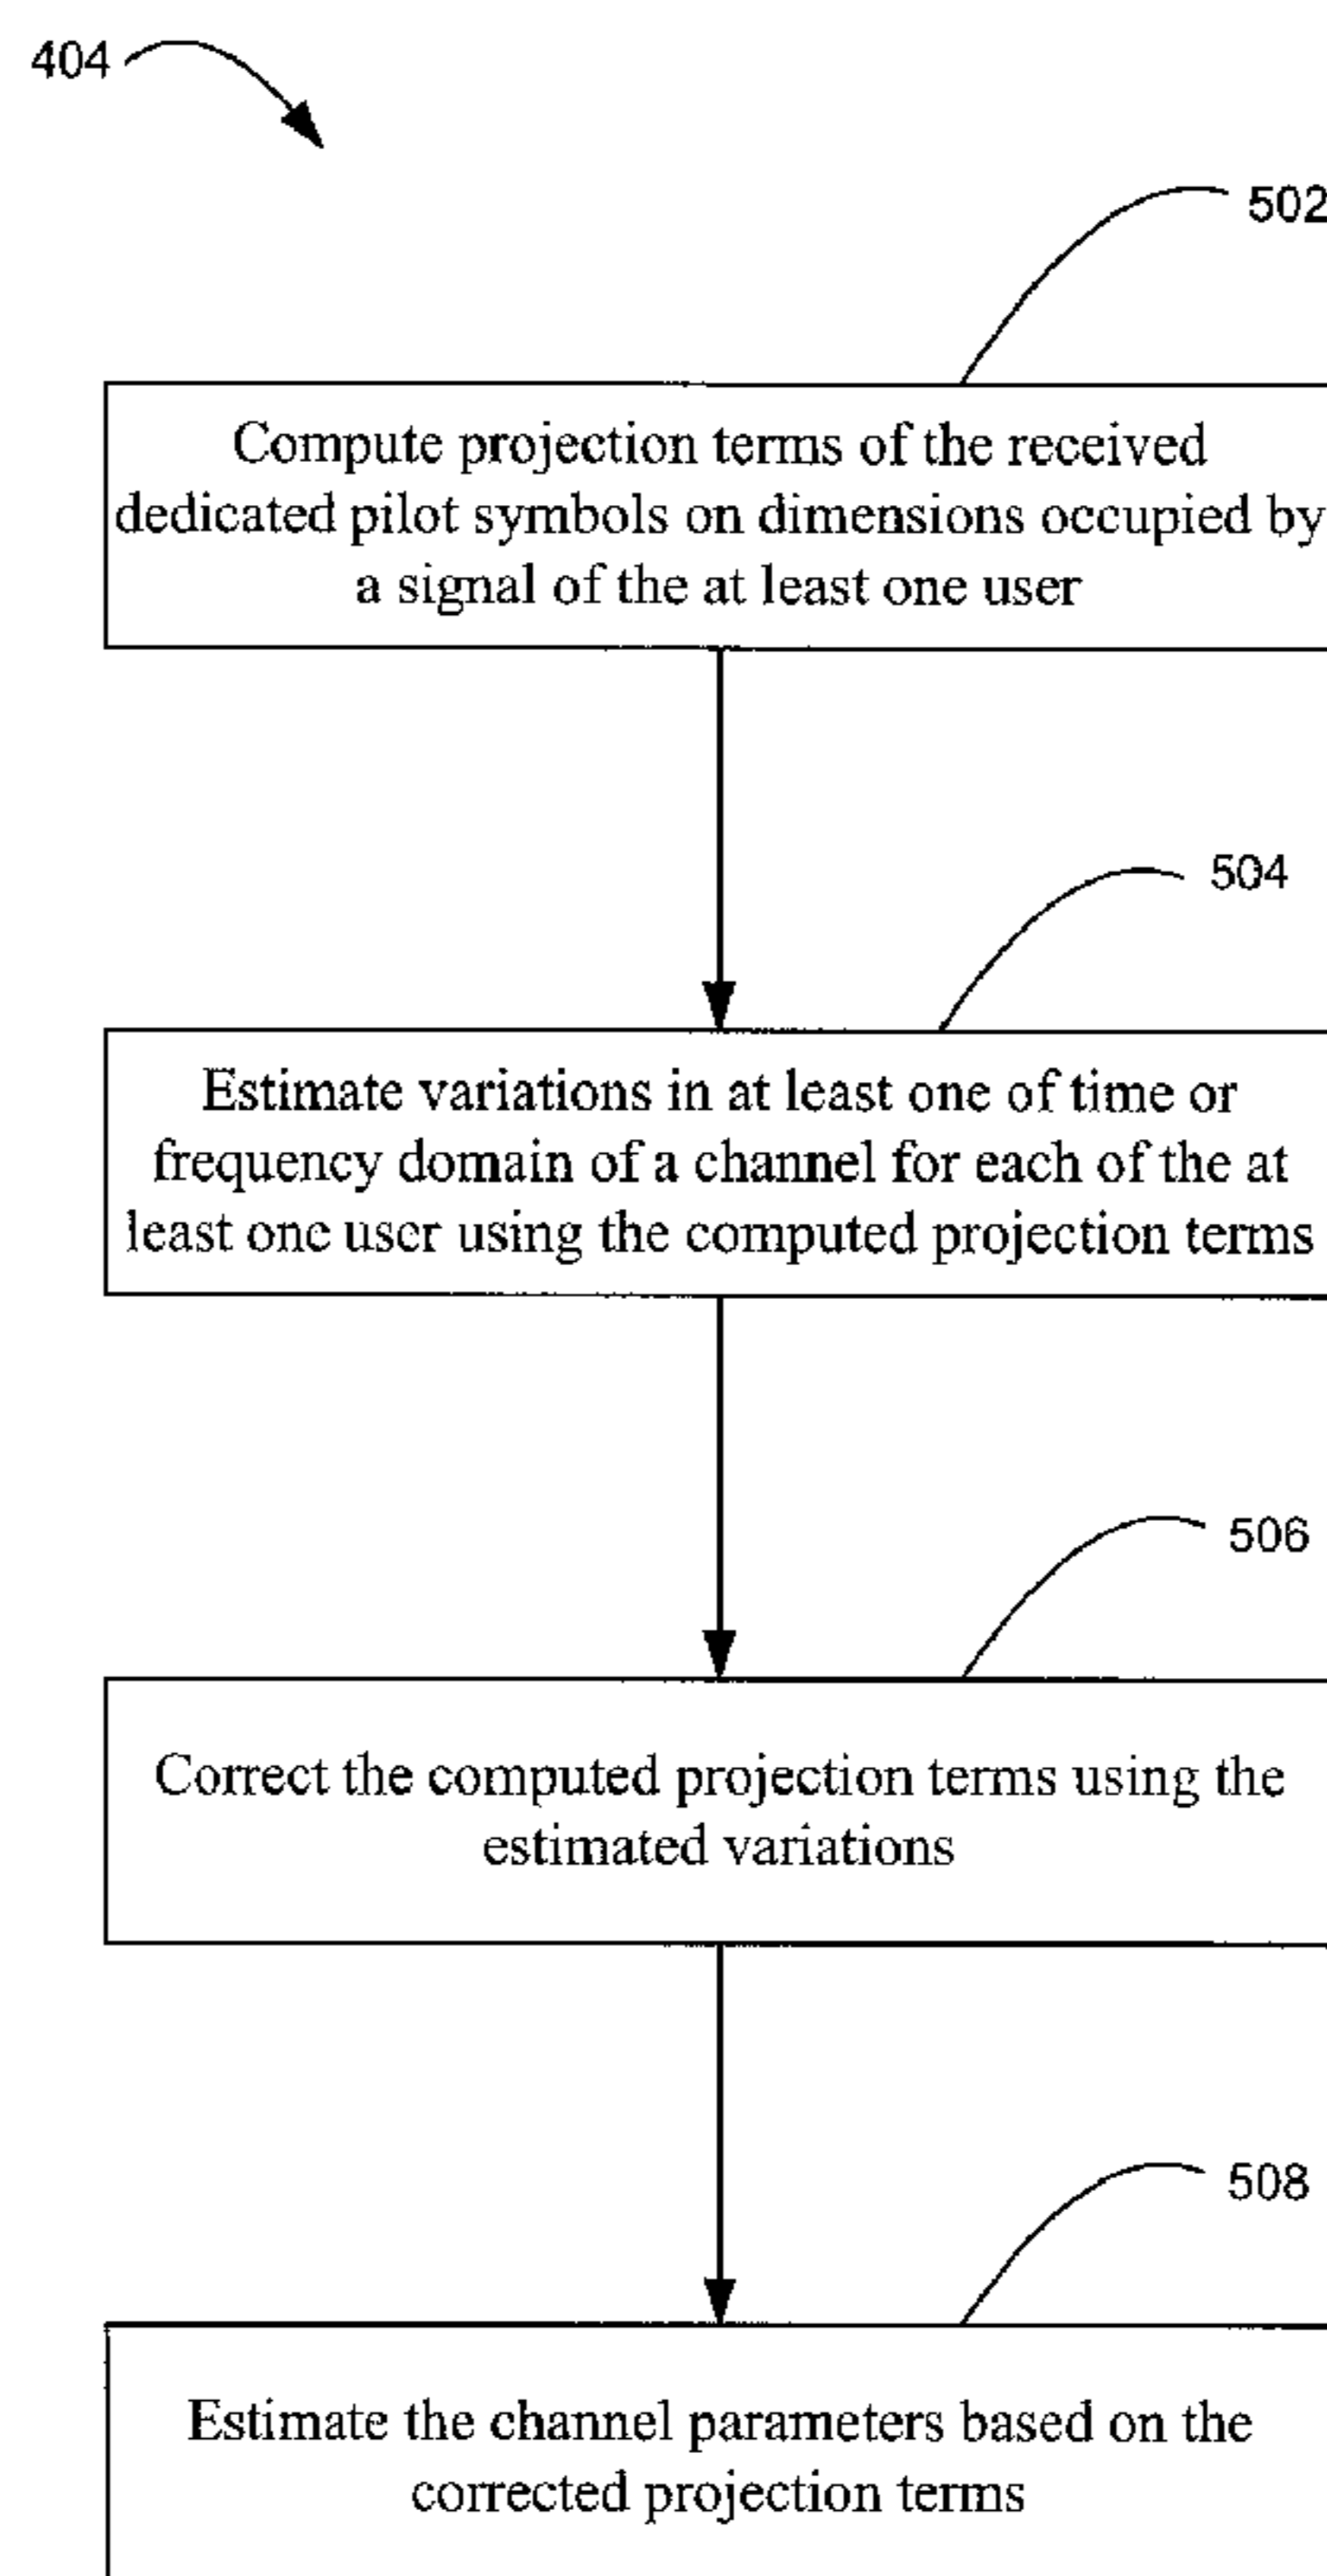 404
502
Compute projection terms of the received
dedicated pilot symbols on dimensions occupied by
a signal of the at least one user
504
Estimate variations in at least one of time or
frequency domain of a channel for each of the at
least one user using the computed projection terms
506
Correct the computed projection terms using the
estimated variations
508
Estimate the channel parameters based on the
corrected projection terms